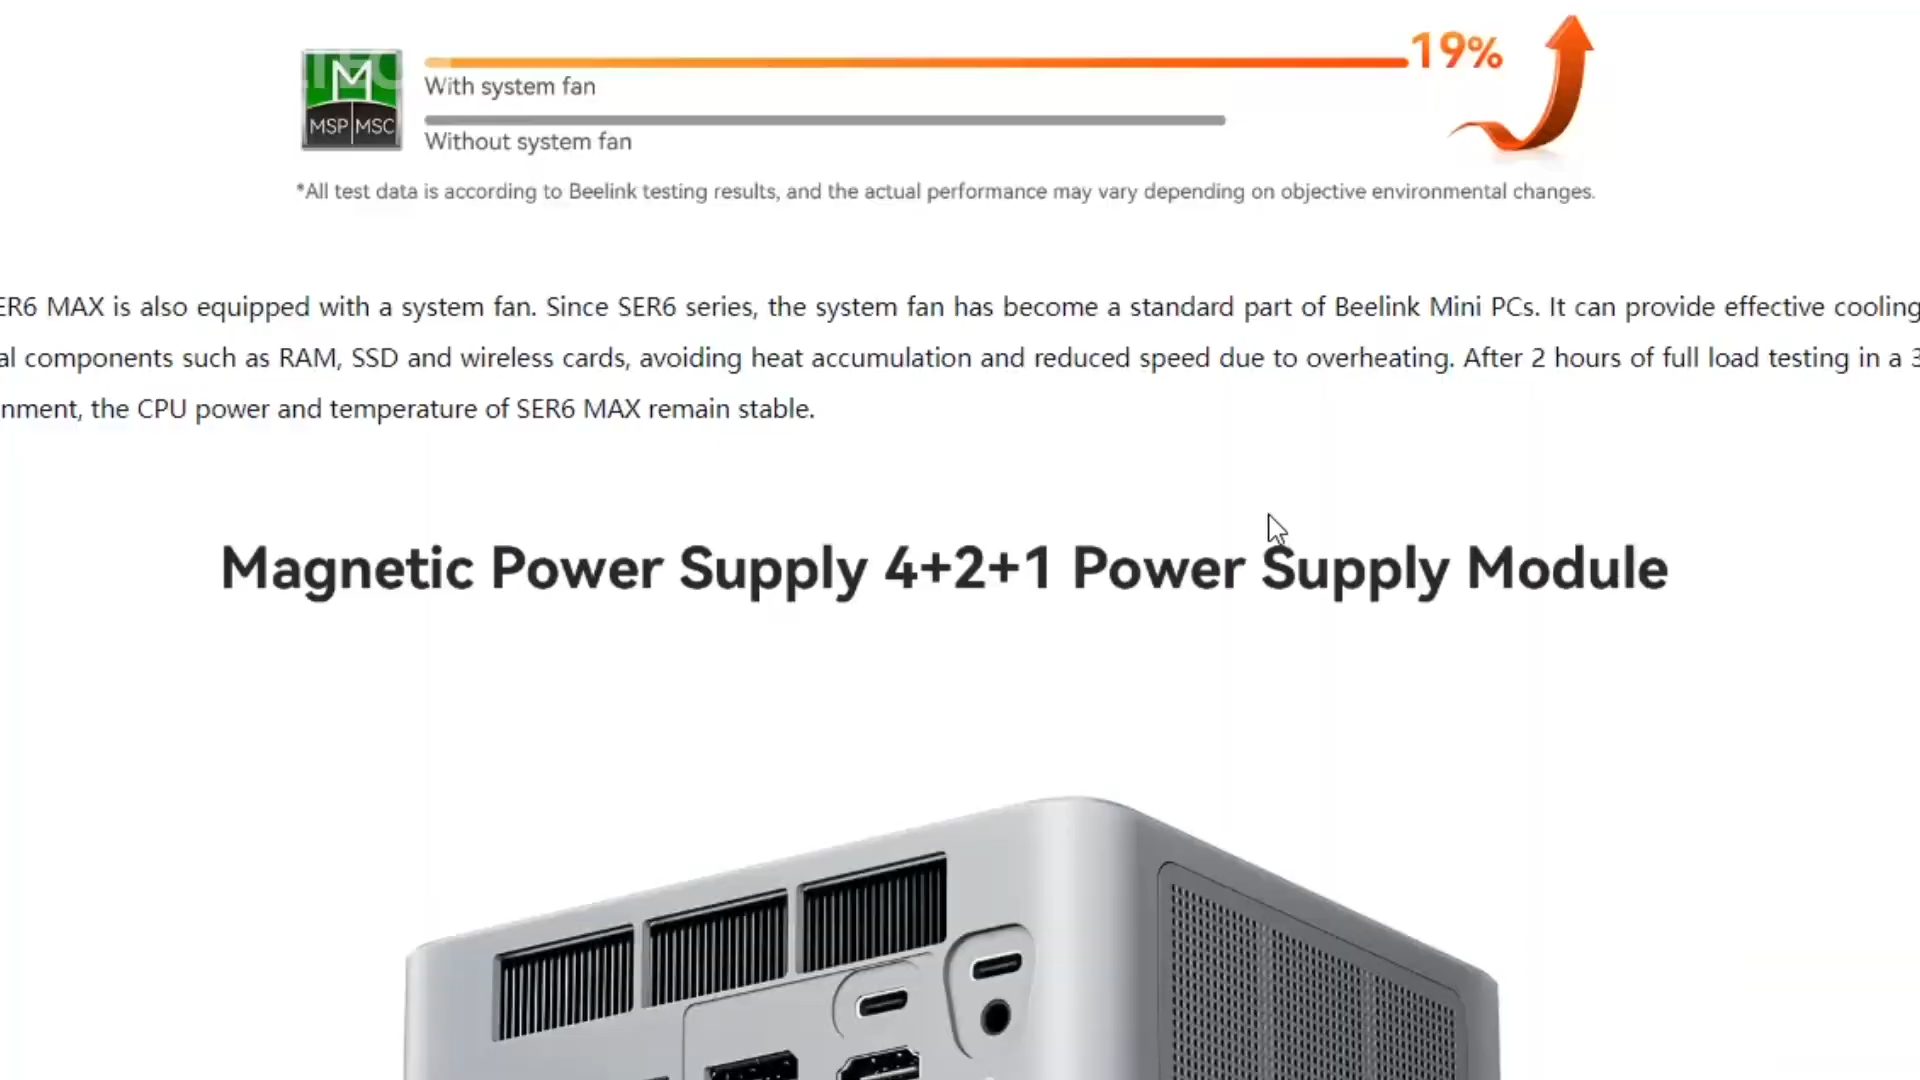 19%
With system fan
MSP MSC
Without system fan
*All test data is according to Beelink testing results, and the actual performance may vary depending on objective environmental changes.
ER6 MAX is also equipped with a system fan. Since SER6 series, the system fan has become a standard part of Beelink Mini PCs. It can provide effective cooling
al components such as RAM, SSD and wireless cards, avoiding heat accumulation and reduced speed due to overheating. After 2 hours of full load testing in a 3
nment, the CPU power and temperature of SER6 MAX remain stable.
Magnetic Power Supply 4+2+1 Power Supply Module